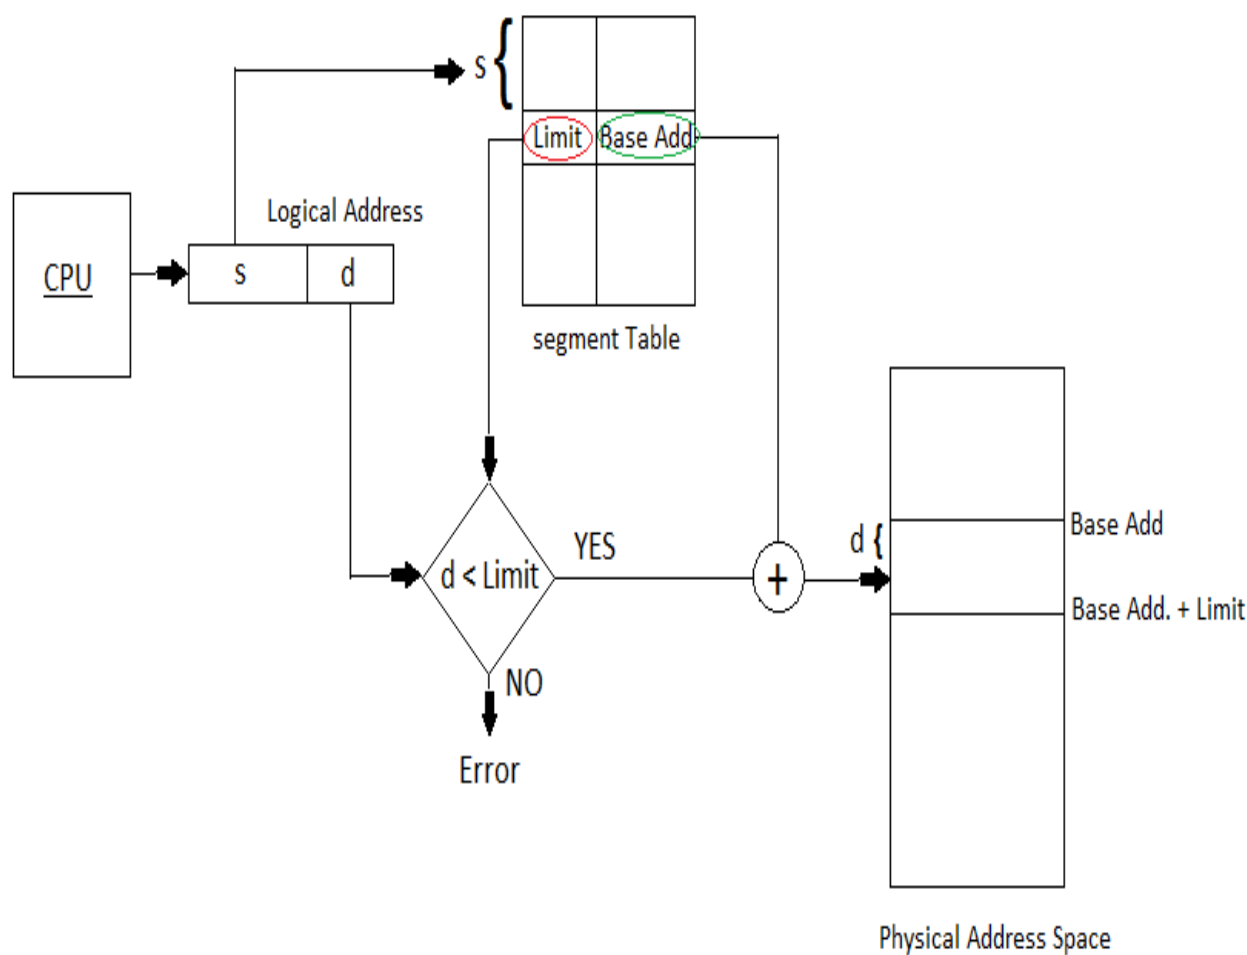 s {
Limit
Base Add
Logical Address
CPU
s
d
segment Table
d < Limit
YES
+
d {
Base Add
Base Add. + Limit
NO
Error
Physical Address Space